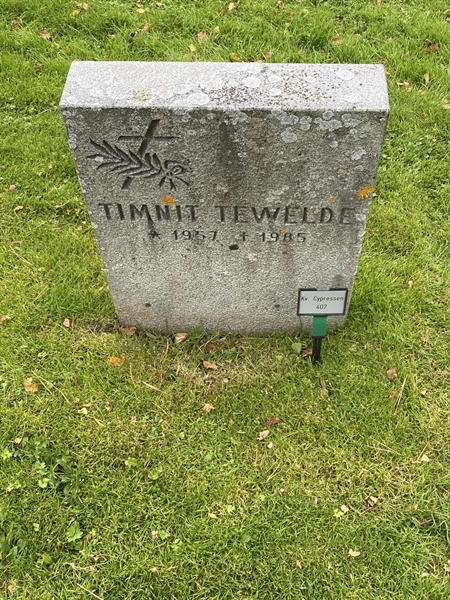 TIMNIT TEWELDE
* 1957 † 1985
Kv. Cypressen
407